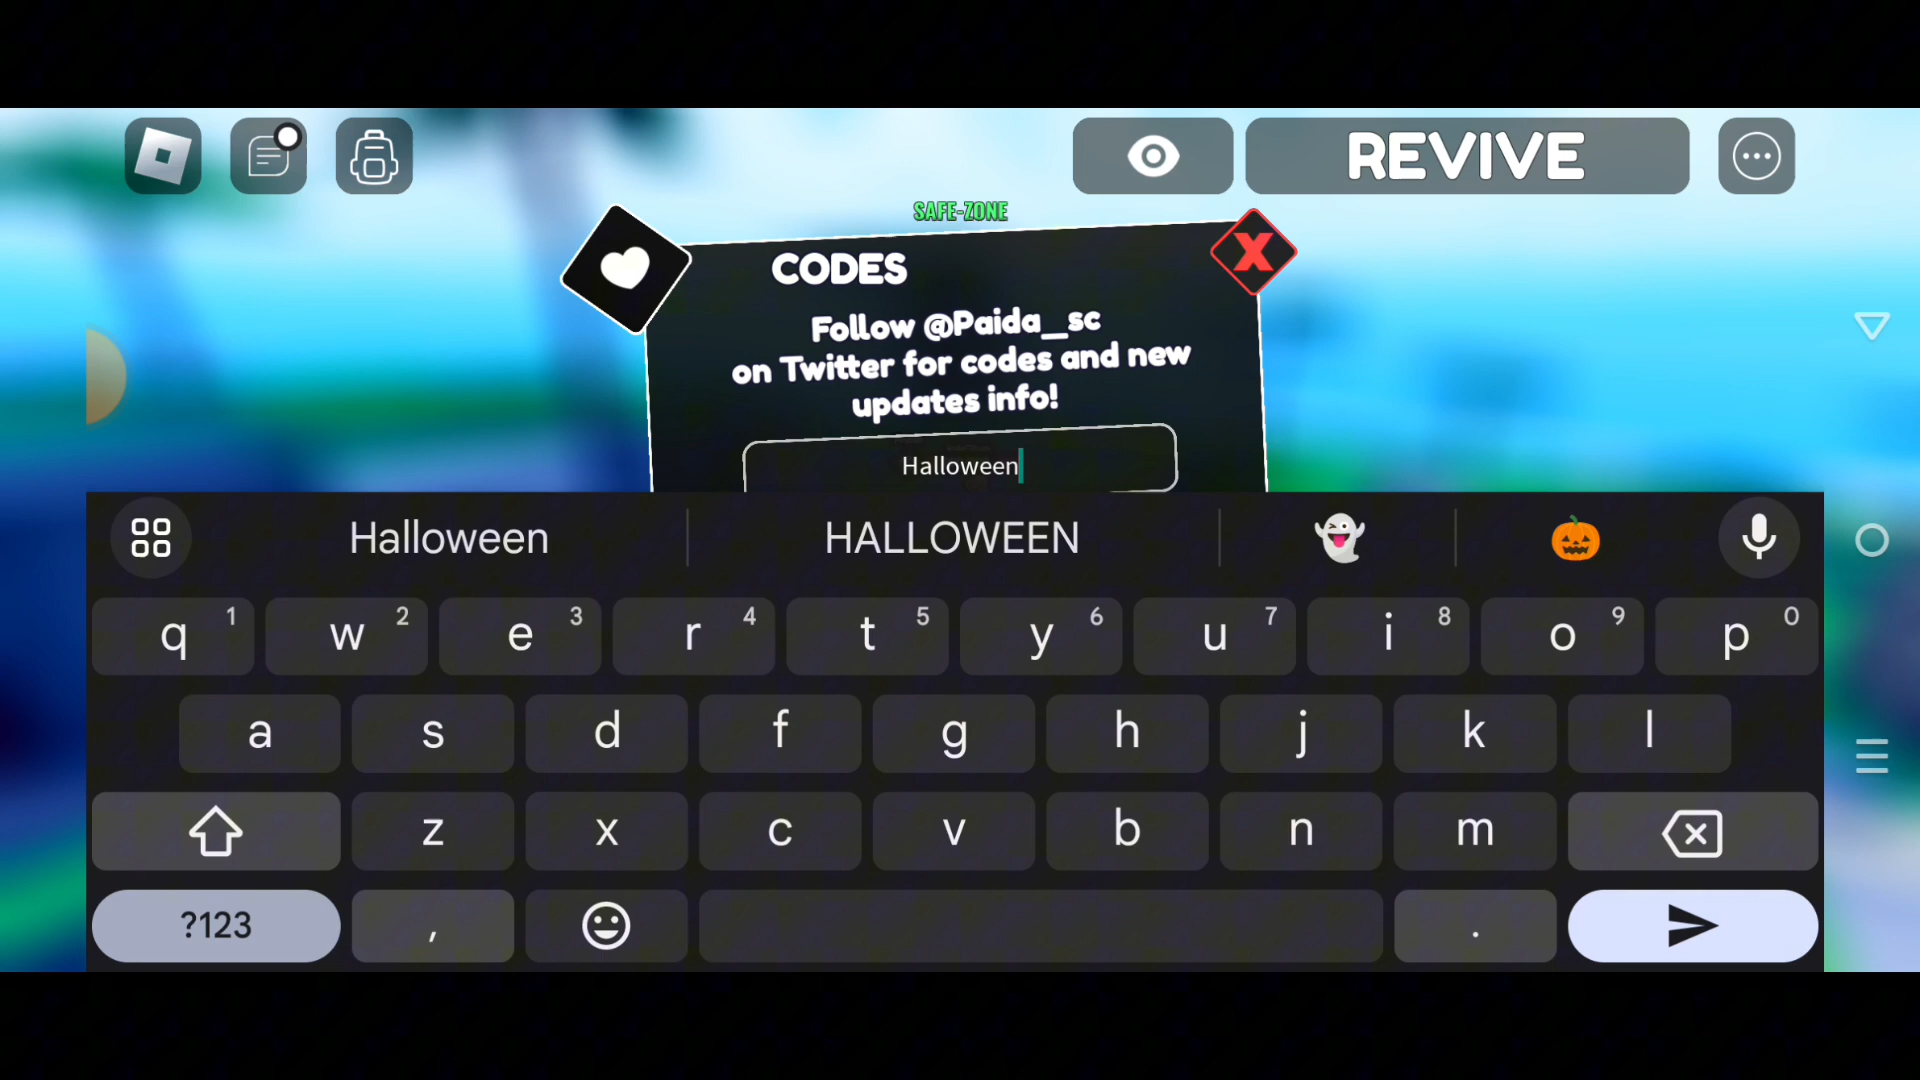 REVIVE
SAFE-ZONE
CODES
X
Follow @Paida_sc
on Twitter for codes and new
updates info!
Halloween
Halloween HALLOWEEN
q 1 w 2 e 3 r 4 t 5 y 6 u 7 i 8 o 9 p 0
a s d f g h j k l
z x c v b n m
?123 , .